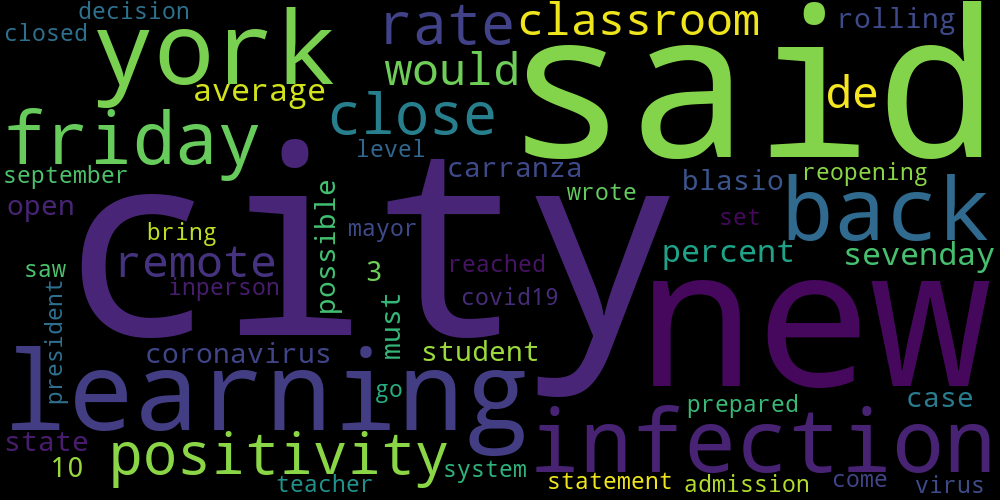 decision
closed
york
rate
classroom
rolling
said
average
would
de
friday
close
level
city
september
carranza
wrote
blasio
reopening
back
open
possible
set
bring
mayor
percent
sevenday
saw
remote
3
reached
new
inperson
covid19
president
must
coronavirus
student
learning
go
prepared
case
infection
state
positivity
10
system
teacher
statement
admission
come
virus